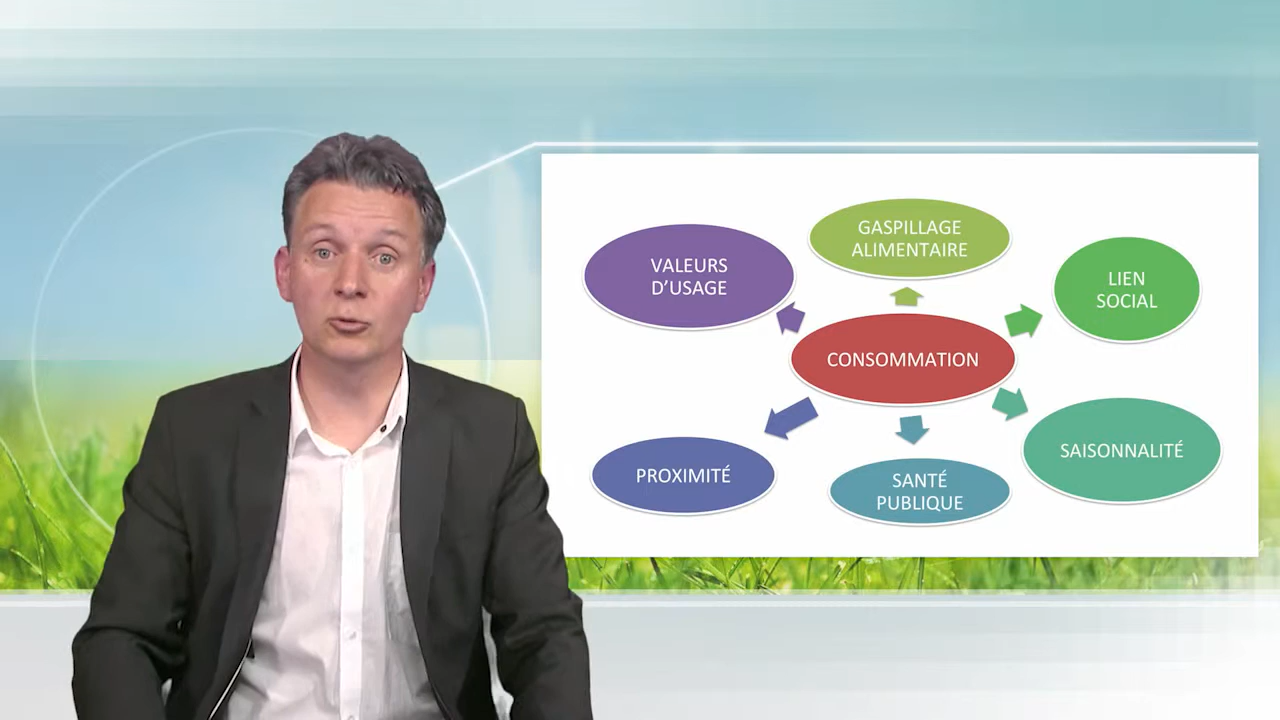 GASPILLAGE
ALIMENTAIRE
VALEURS
D’USAGE
LIEN
SOCIAL
CONSOMMATION
SAISONNALITÉ
PROXIMITÉ
SANTÉ
PUBLIQUE